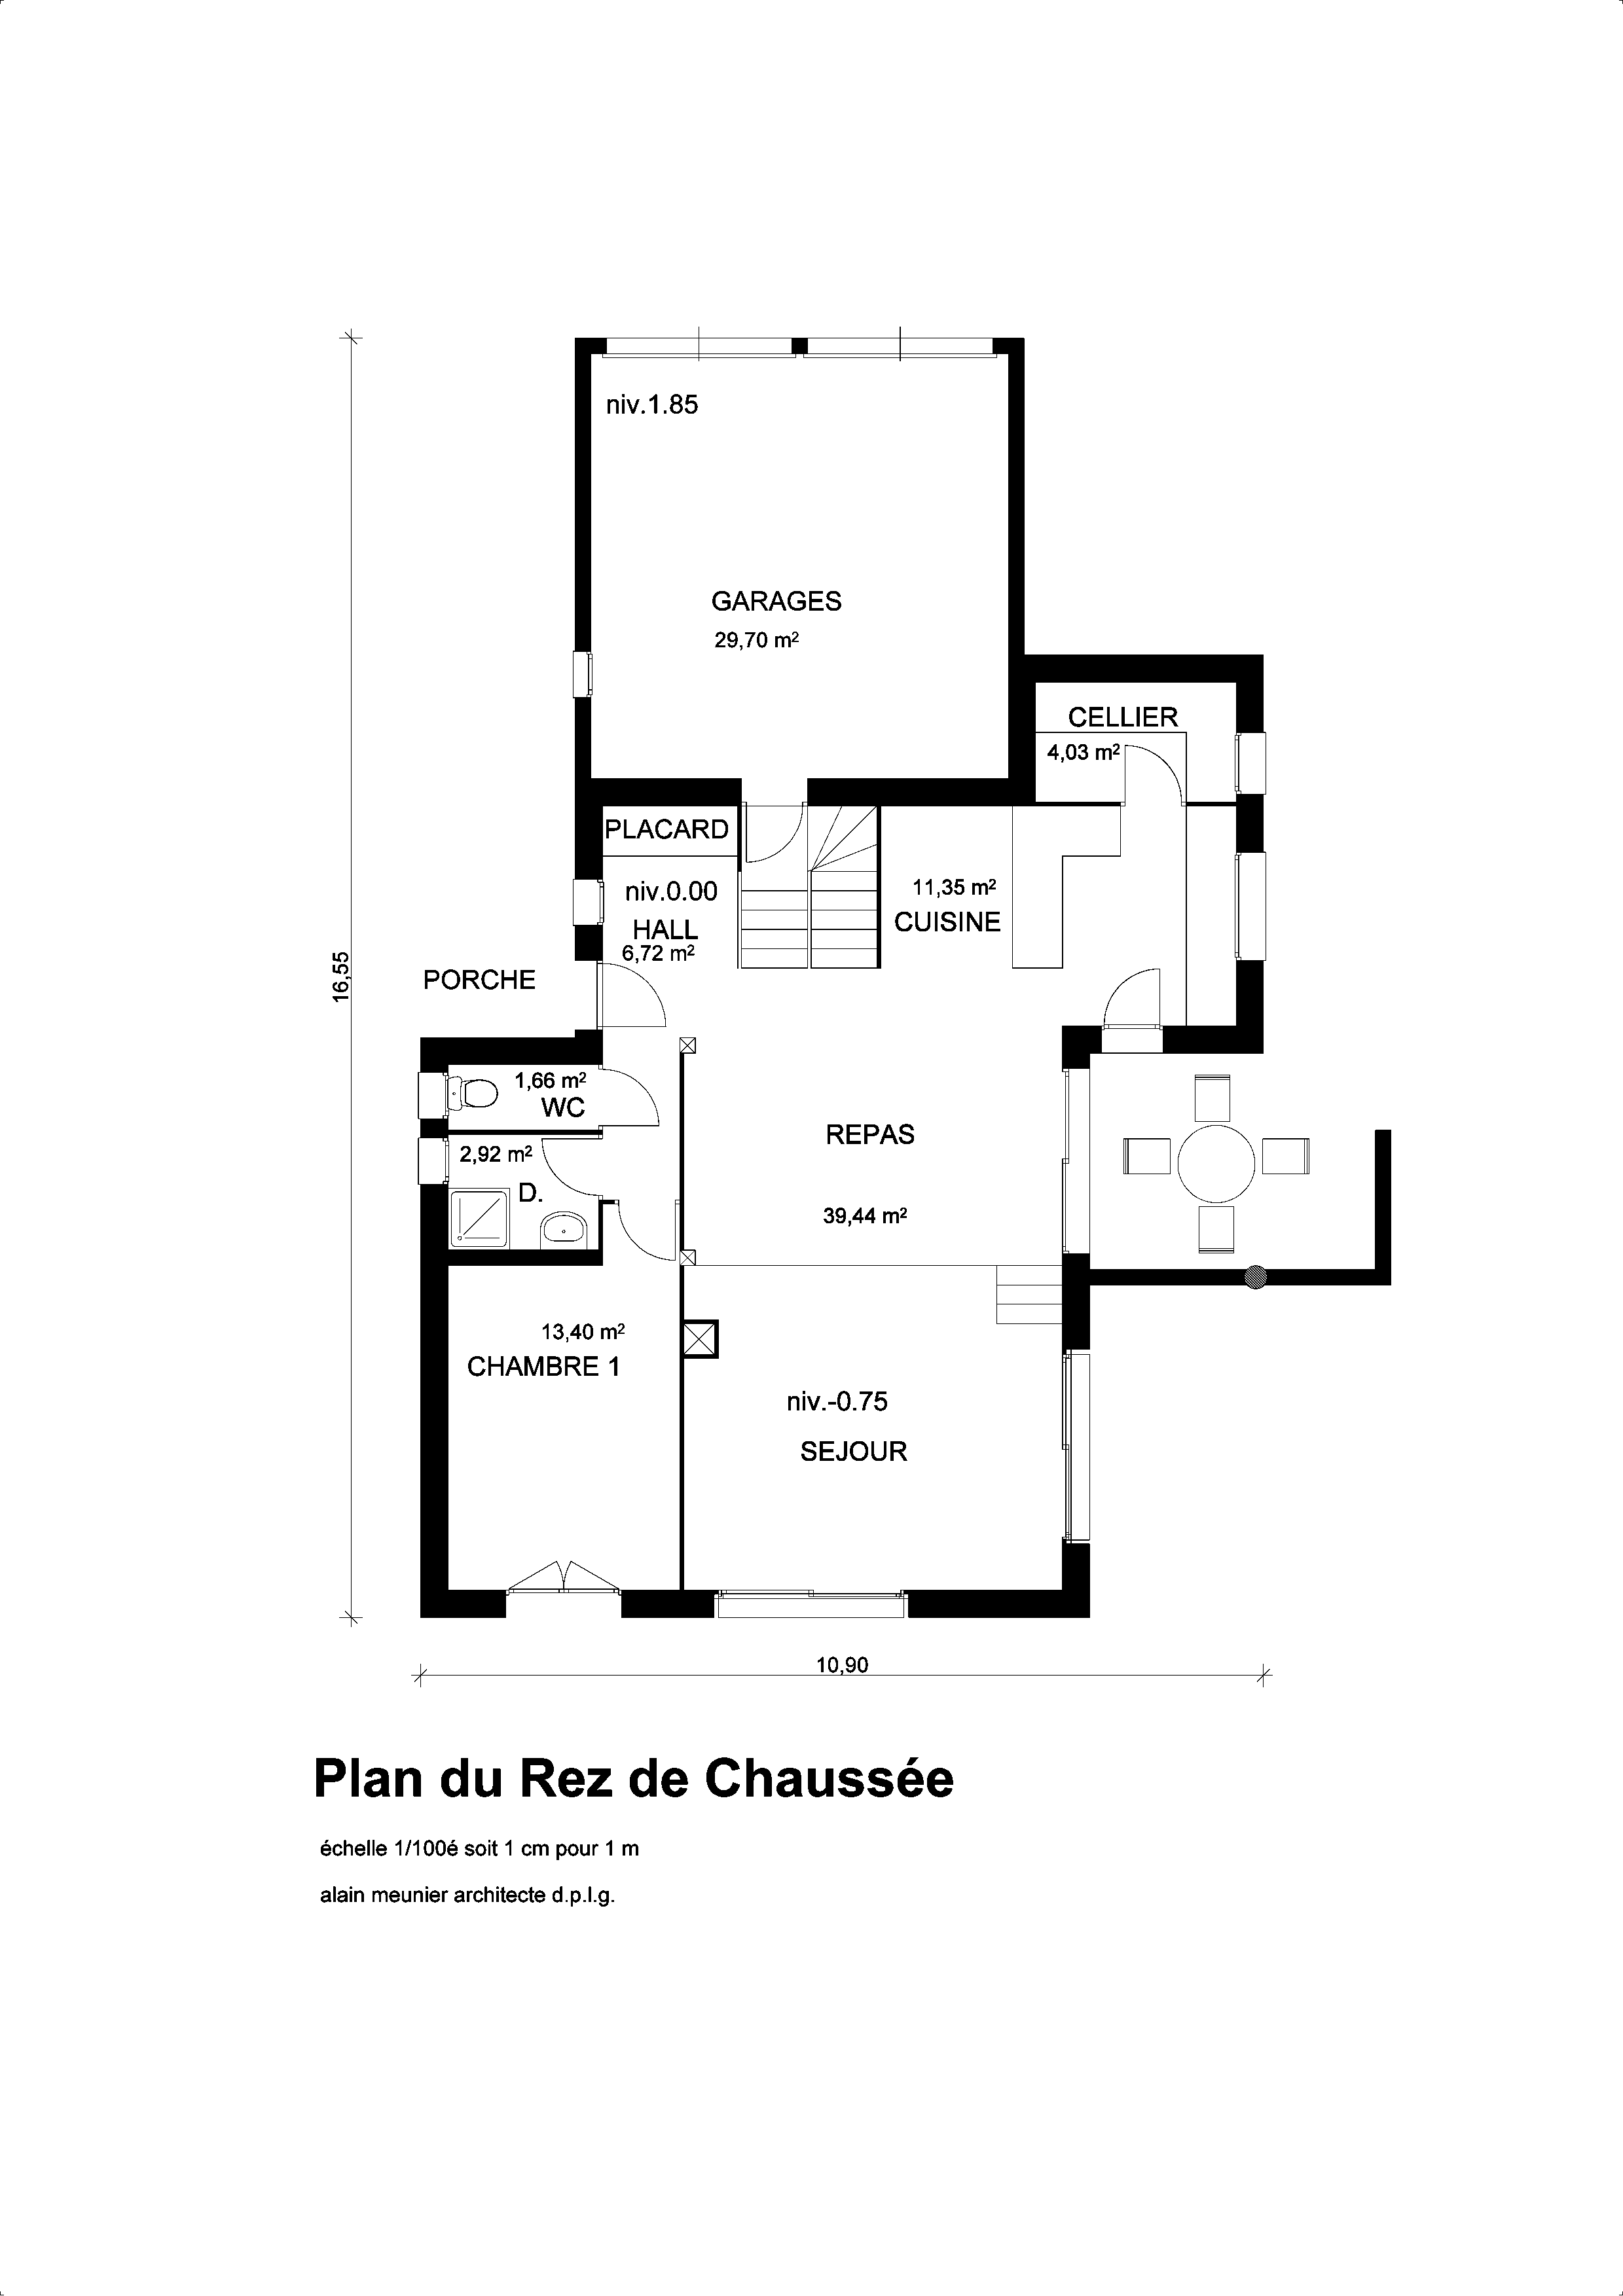 niv.1.85
GARAGES
29,70 m²
CELLIER
4,03 m²
PLACARD
niv.0.00
HALL
6,72 m²
11,35 m²
CUISINE
PORCHE
16,55
1,66 m²
WC
2,92 m²
D.
REPAS
39,44 m²
13,40 m²
CHAMBRE 1
niv.-0.75
SEJOUR
10,90
Plan du Rez de Chaussée
échelle 1/100é soit 1 cm pour 1 m
alain meunier architecte d.p.l.g.